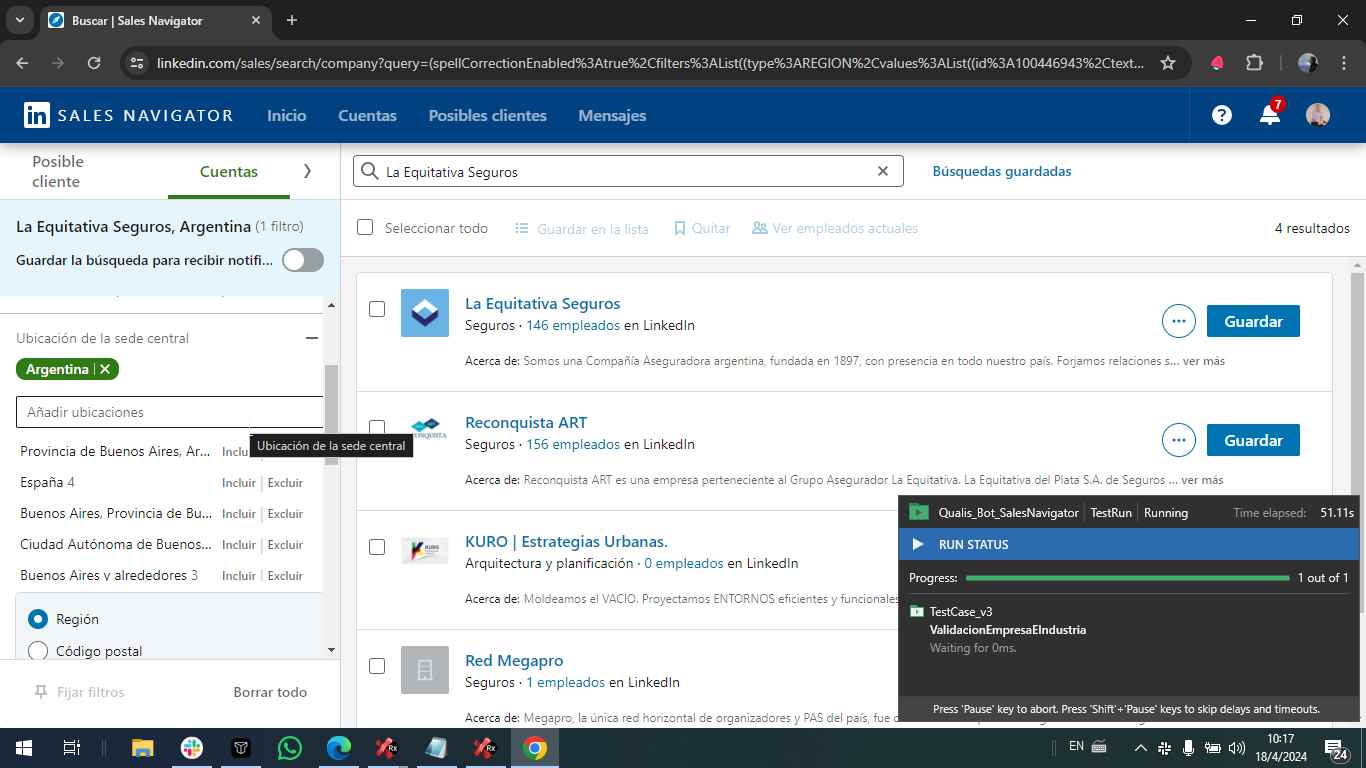 Buscar | Sales Navigator
linkedin.com/sales/search/company?query=(spellCorrectionEnabled%3Atrue%2Cfilters%3AList((type%3AREGION%2Cvalues%3AList((id%3A100446943%2Ctext...
in SALES NAVIGATOR
Inicio
Cuentas
Posibles clientes
Mensajes
?
7
Posible cliente
Cuentas
La Equitativa Seguros
Búsquedas guardadas
La Equitativa Seguros, Argentina (1 filtro)
Guardar la búsqueda para recibir notifi...
Seleccionar todo
Guardar en la lista
Quitar
Ver empleados actuales
4 resultados
Ubicación de la sede central
Argentina
Añadir ubicaciones
Ubicación de la sede central
Provincia de Buenos Aires, Ar...
España 4 Incluir | Excluir
Buenos Aires, Provincia de Bu... Incluir | Excluir
Ciudad Autónoma de Buenos... Incluir | Excluir
Buenos Aires y alrededores 3 Incluir | Excluir
Región
Código postal
Fijar filtros
Borrar todo
La Equitativa Seguros
Seguros · 146 empleados en LinkedIn
Guardar
Acerca de: Somos una Compañía Aseguradora argentina, fundada en 1897, con presencia en todo nuestro país. Forjamos relaciones s... ver más
Reconquista ART
Seguros · 156 empleados en LinkedIn
Guardar
Acerca de: Reconquista ART es una empresa perteneciente al Grupo Asegurador La Equitativa. La Equitativa del Plata S.A. de Seguros ... ver más
KURO | Estrategias Urbanas.
Arquitectura y planificación · 0 empleados en LinkedIn
Acerca de: Moldeamos el VACIO. Proyectamos ENTORNOS eficientes y funcionales
Red Megapro
Seguros · 1 empleados en LinkedIn
Acerca de: Megapro, la única red horizontal de organizadores y PAS del país, fue
Qualis_Bot_SalesNavigator | TestRun | Running
Time elapsed: 51.11s
RUN STATUS
Progress: 1 out of 1
TestCase_v3
ValidacionEmpresaEIndustria
Waiting for 0ms.
Press 'Pause' key to abort. Press 'Shift'+'Pause' keys to skip delays and timeouts.
Rx
Rx
EN
10:17
18/4/2024
24